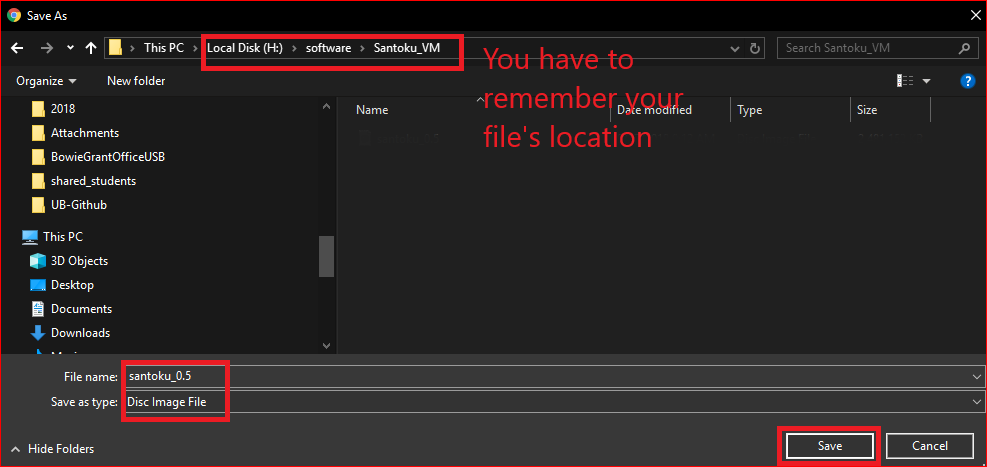 Save As
This PC > Local Disk (H:) > software > Santoku_VM
Search Santoku_VM
You have to
remember your
file's location
Organize
New folder
Name
Date modified
Type
Size
2018
Attachments
BowieGrantOfficeUSB
shared_students
UB-Github
This PC
3D Objects
Desktop
Documents
Downloads
File name: santoku_0.5
Save as type: Disc Image File
Hide Folders
Save
Cancel